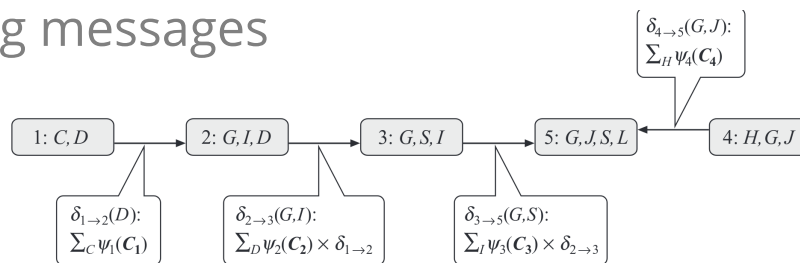 g messages
δ4→5(G,J):
∑H ψ4(C4)
1: C,D
2: G,I,D
3: G,S,I
5: G,J,S,L
4: H,G,J
δ1→2(D):
∑C ψ1(C1)
δ2→3(G,I):
∑D ψ2(C2) × δ1→2
δ3→5(G,S):
∑I ψ3(C3) × δ2→3